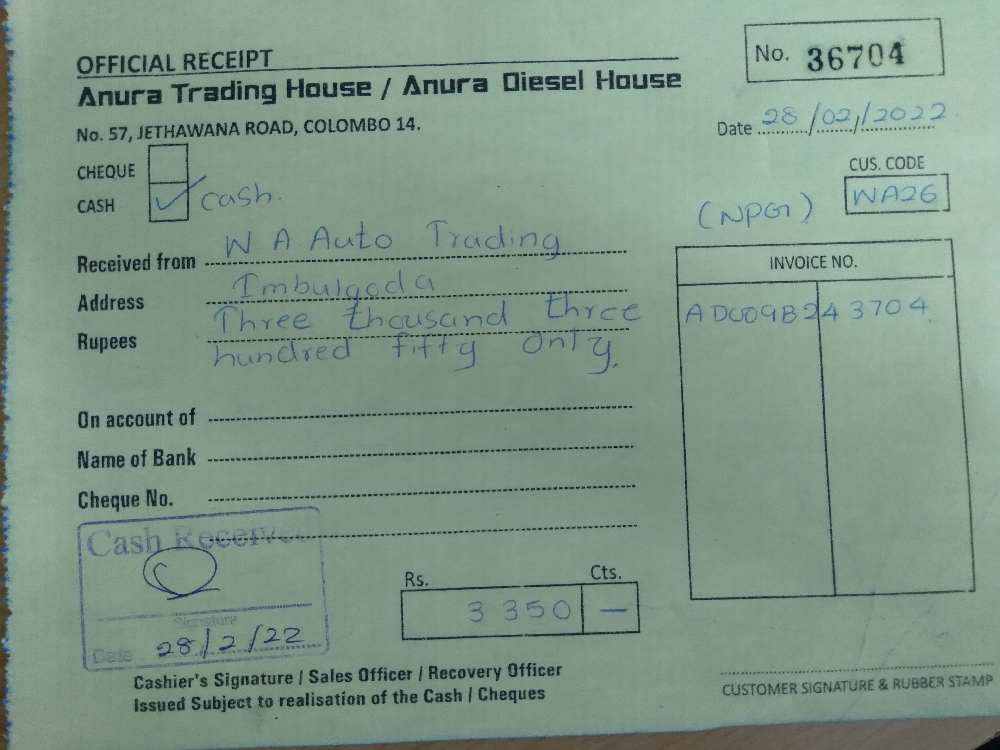 OFFICIAL RECEIPT
No. 36704
Anura Trading House / Anura Diesel House
No. 57, JETHAWANA ROAD, COLOMBO 14.
Date 28/02/2022
CHEQUE
CUS. CODE
CASH ✓ cash.
(NPG) WA26
Received from W A Auto Trading
INVOICE NO.
Address Imbulgoda
AD009B243704
Rupees Three thousand three
hundred fifty Only.
On account of
Name of Bank
Cheque No.
Cash Received
Rs. Cts.
3 350 —
Signature
Date 28/2/22
Cashier's Signature / Sales Officer / Recovery Officer
Issued Subject to realisation of the Cash / Cheques
CUSTOMER SIGNATURE & RUBBER STAMP